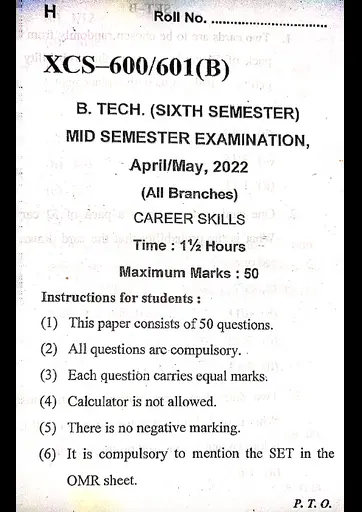 H
Roll No. ..............................
XCS–600/601(B)
B. TECH. (SIXTH SEMESTER)
MID SEMESTER EXAMINATION,
April/May, 2022
(All Branches)
CAREER SKILLS
Time : 1½ Hours
Maximum Marks : 50
Instructions for students :
(1) This paper consists of 50 questions.
(2) All questions are compulsory.
(3) Each question carries equal marks.
(4) Calculator is not allowed.
(5) There is no negative marking.
(6) It is compulsory to mention the SET in the
OMR sheet.
P. T. O.